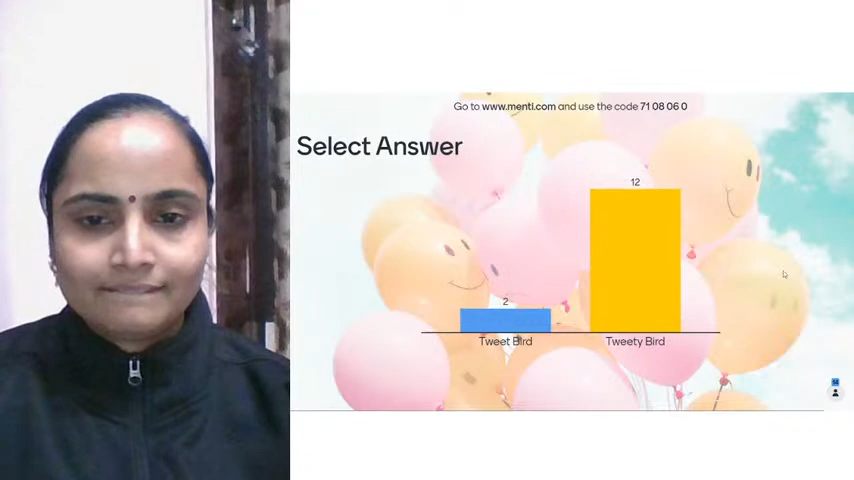 Go to www.menti.com and use the code 71 08 06 0
Select Answer
12
2
Tweet Bird
Tweety Bird